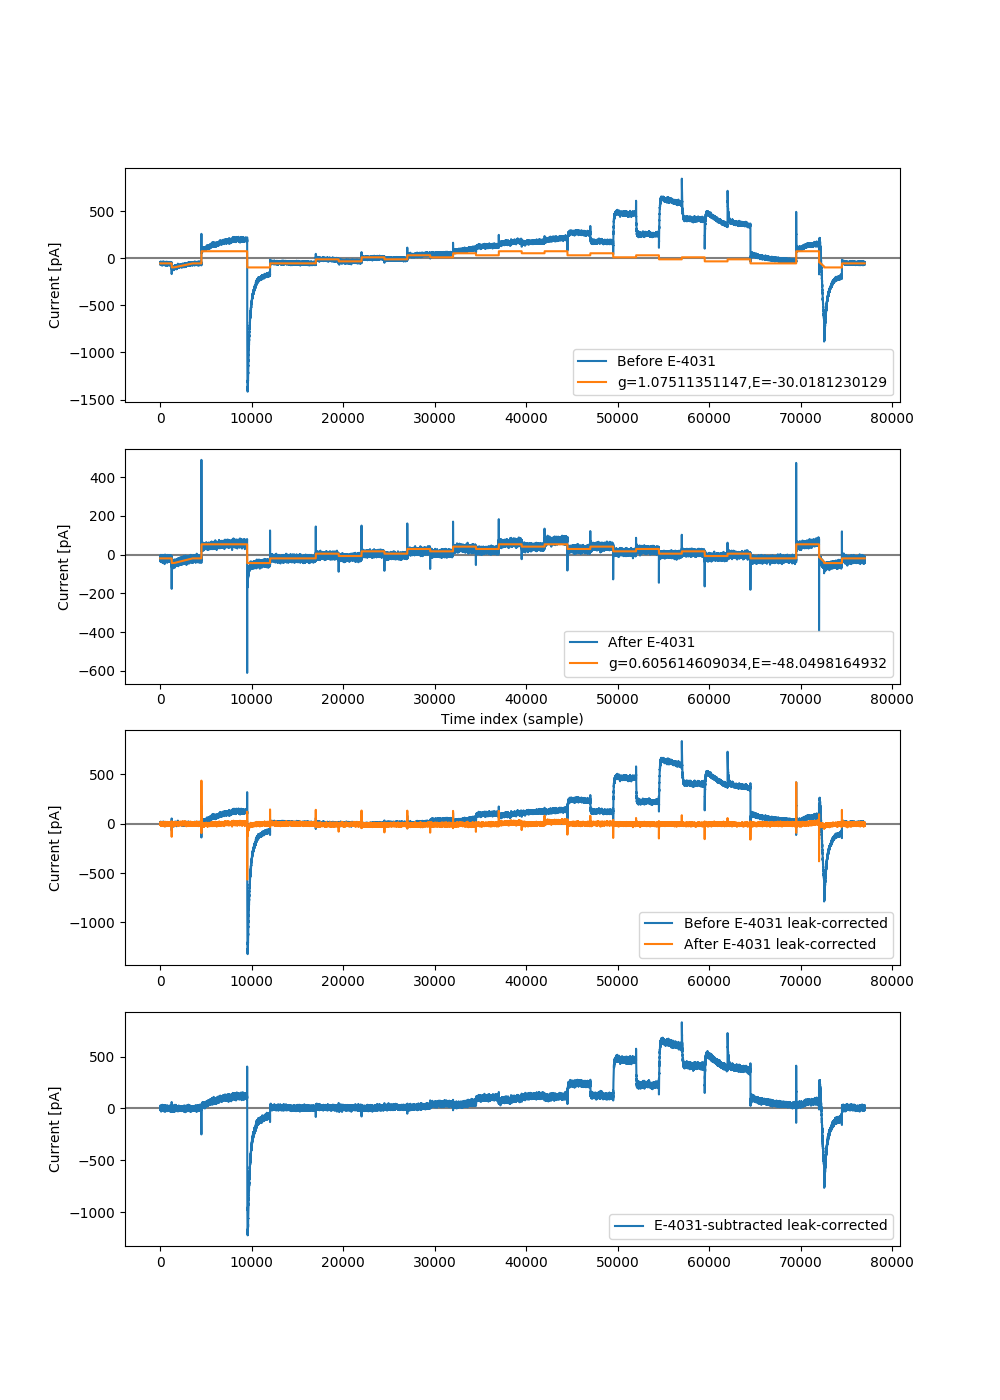 500
0
−500
−1000
−1500
Current [pA]
Before E-4031
g=1.07511351147,E=-30.0181230129
0 10000 20000 30000 40000 50000 60000 70000 80000
400
200
0
−200
−400
−600
Current [pA]
After E-4031
g=0.605614609034,E=-48.0498164932
0 10000 20000 30000 40000 50000 60000 70000 80000
Time index (sample)
500
0
−500
−1000
Current [pA]
Before E-4031 leak-corrected
After E-4031 leak-corrected
0 10000 20000 30000 40000 50000 60000 70000 80000
500
0
−500
−1000
Current [pA]
E-4031-subtracted leak-corrected
0 10000 20000 30000 40000 50000 60000 70000 80000